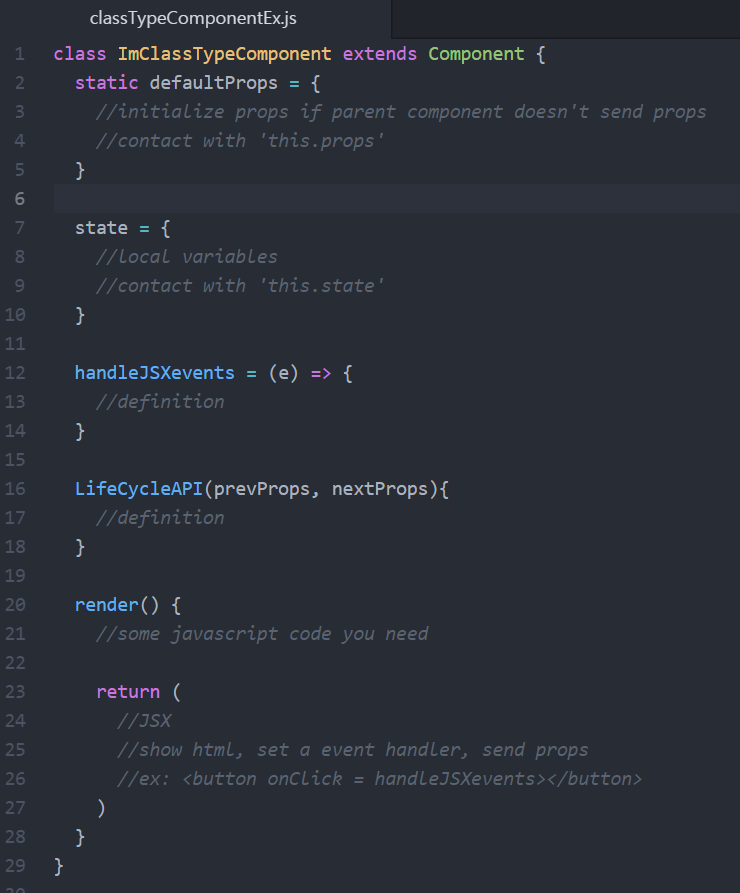 classTypeComponentEx.js
1 class ImClassTypeComponent extends Component {
2 static defaultProps = {
3 //initialize props if parent component doesn't send props
4 //contact with 'this.props'
5 }
6
7 state = {
8 //local variables
9 //contact with 'this.state'
10 }
11
12 handleJSXevents = (e) => {
13 //definition
14 }
15
16 LifeCycleAPI(prevProps, nextProps){
17 //definition
18 }
19
20 render() {
21 //some javascript code you need
22
23 return (
24 //JSX
25 //show html, set a event handler, send props
26 //ex: <button onClick = handleJSXevents></button>
27 )
28 }
29 }